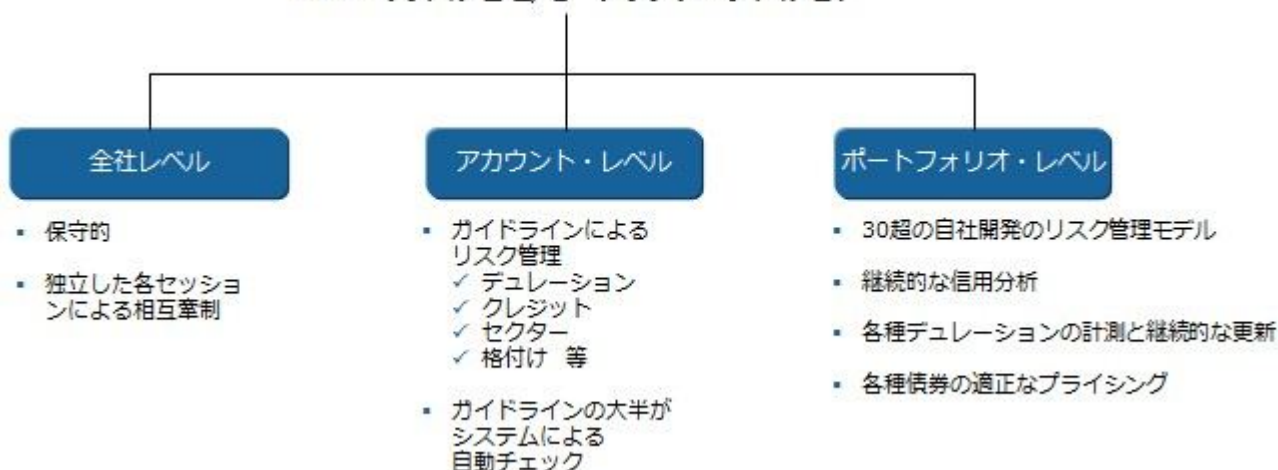 全社レベル
保守的
独立した各セッショ
ンによる相互牽制
アカウント・レベル
ガイドラインによる
リスク管理
✓ デュレーション
✓ クレジット
✓ セクター
✓ 格付け 等
ガイドラインの大半が
システムによる
自動チェック
ポートフォリオ・レベル
30超の自社開発のリスク管理モデル
継続的な信用分析
各種デュレーションの計測と継続的な更新
各種債券の適正なプライシング